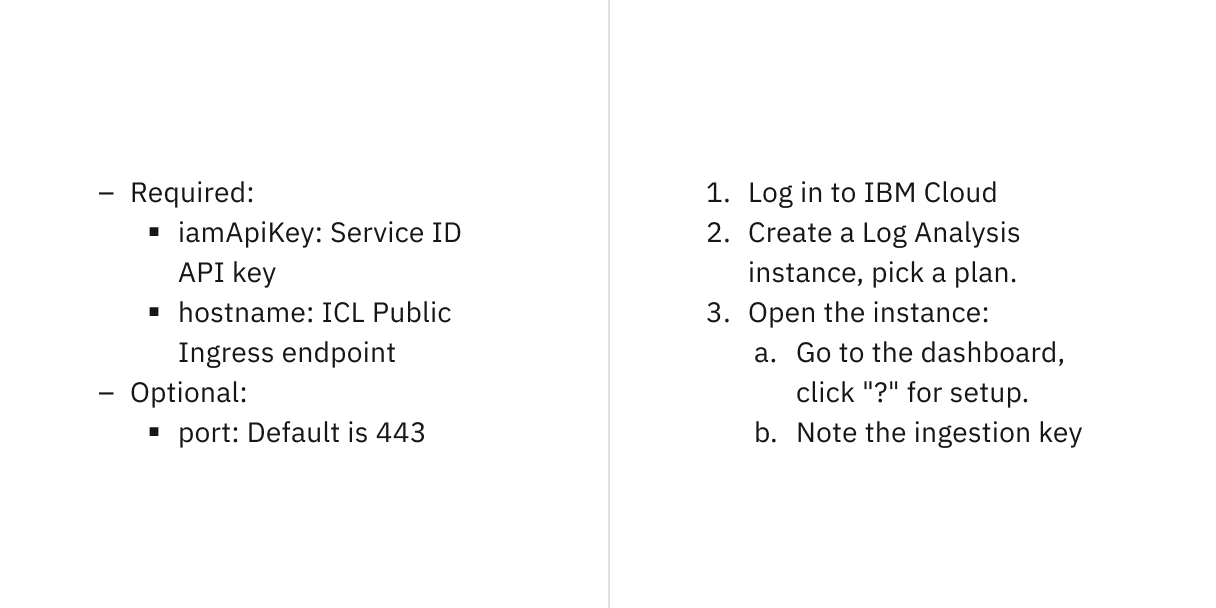 – Required:
▪ iamApiKey: Service ID
API key
▪ hostname: ICL Public
Ingress endpoint
– Optional:
▪ port: Default is 443
1. Log in to IBM Cloud
2. Create a Log Analysis
instance, pick a plan.
3. Open the instance:
a. Go to the dashboard,
click "?" for setup.
b. Note the ingestion key